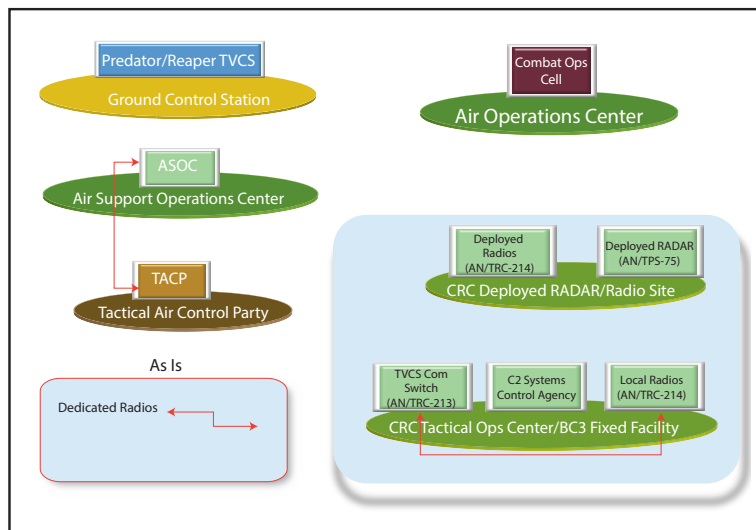 Predator/Reaper TVCS
Ground Control Station
Combat Ops
Cell
Air Operations Center
ASOC
Air Support Operations Center
TACP
Tactical Air Control Party
Deployed
Radios
(AN/TRC-214)
Deployed RADAR
(AN/TPS-75)
CRC Deployed RADAR/Radio Site
As Is
Dedicated Radios
TVCS Com
Switch
(AN/TRC-213)
C2 Systems
Control Agency
Local Radios
(AN/TRC-214)
CRC Tactical Ops Center/BC3 Fixed Facility